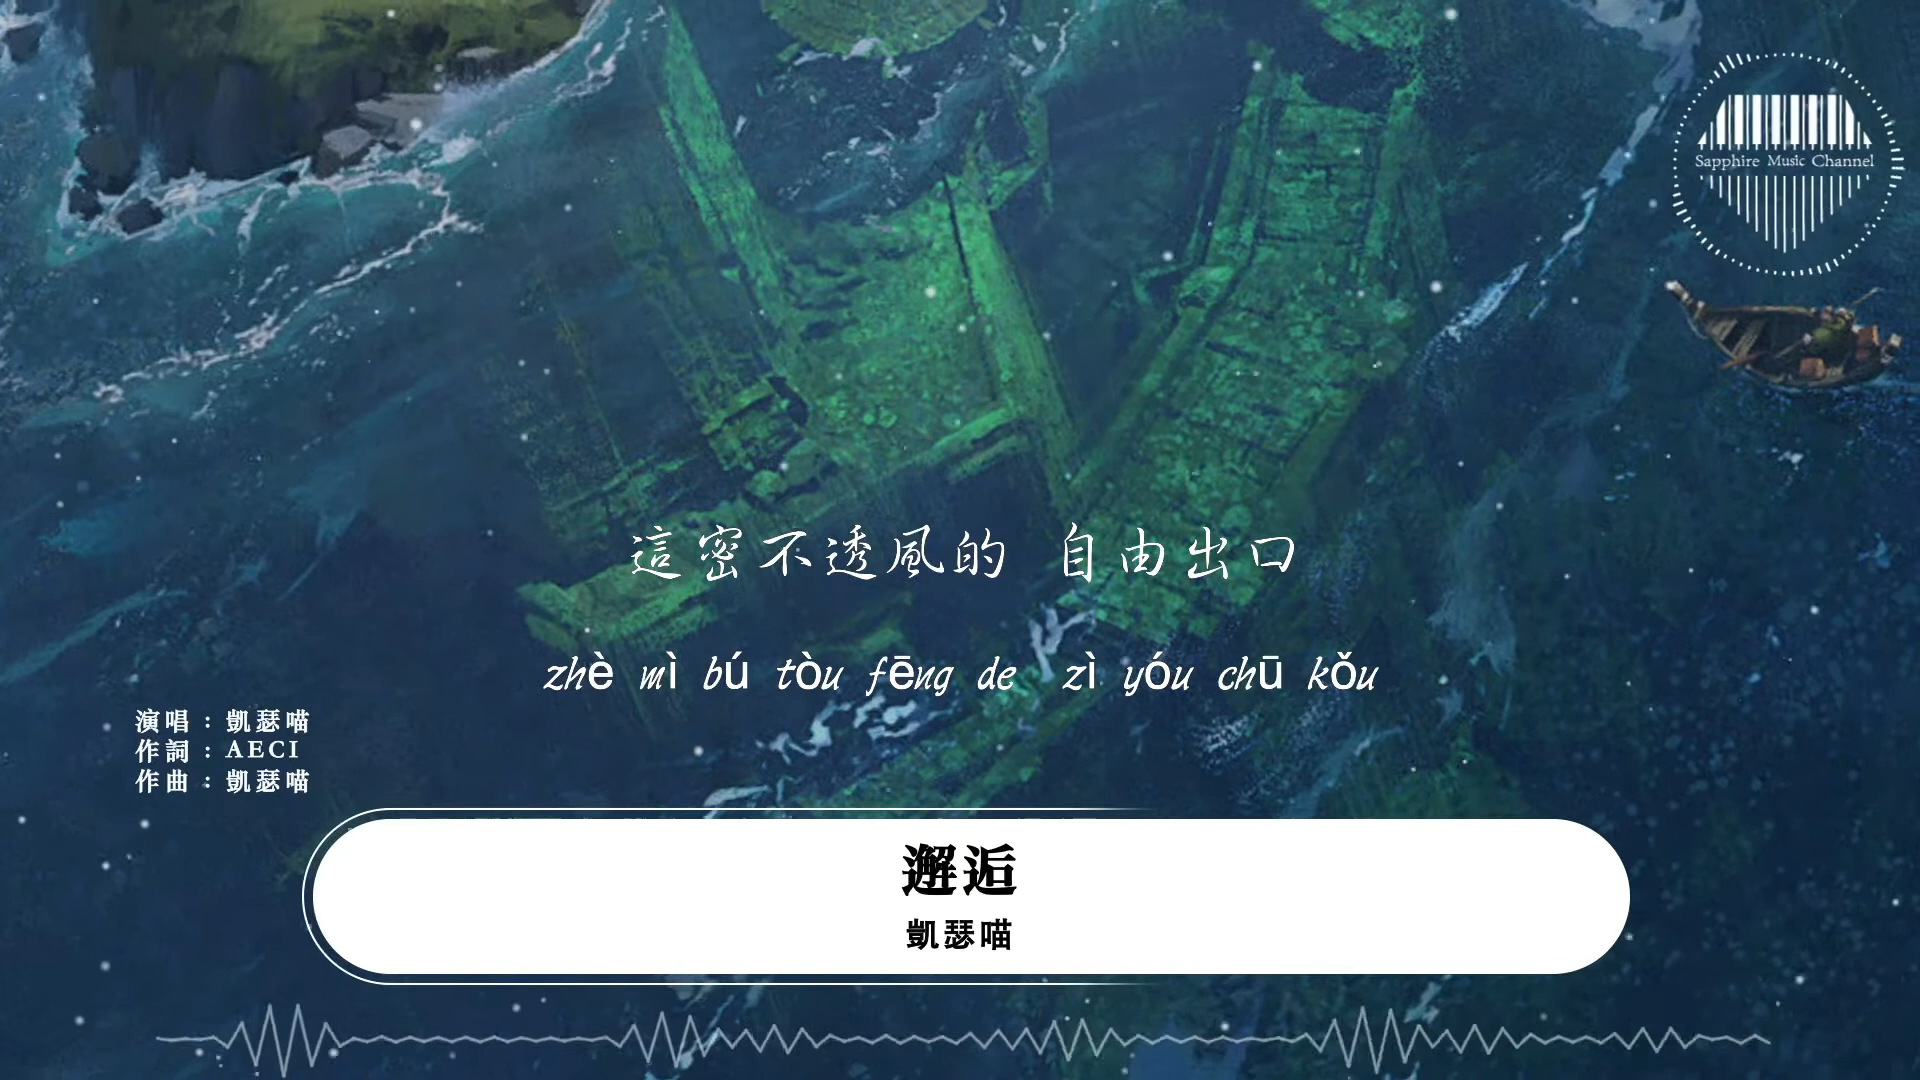 Sapphire Music Channel
這密不透風的 自由出口
zhè mì bú tòu fēng de zì yóu chū kǒu
演唱：凱瑟喵
作詞：AECI
作曲：凱瑟喵
邂逅
凱瑟喵